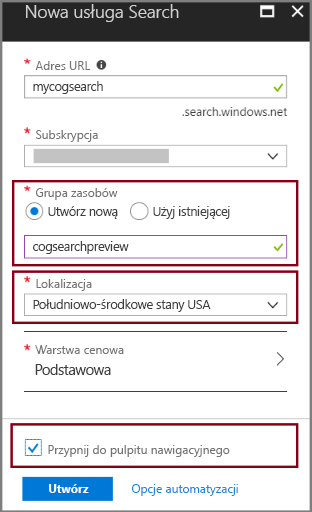 Nowa usługa Search
* Adres URL
mycogsearch
.search.windows.net
* Subskrypcja
* Grupa zasobów
Utwórz nową Użyj istniejącej
cogsearchpreview
* Lokalizacja
Południowo-środkowe stany USA
* Warstwa cenowa
Podstawowa
Przypnij do pulpitu nawigacyjnego
Utwórz Opcje automatyzacji